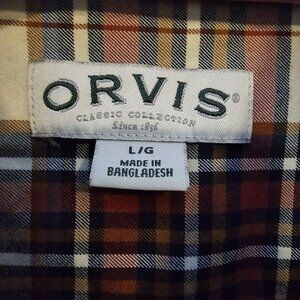 ORVIS®
CLASSIC COLLECTION
Since 1856
L/G
MADE IN
BANGLADESH